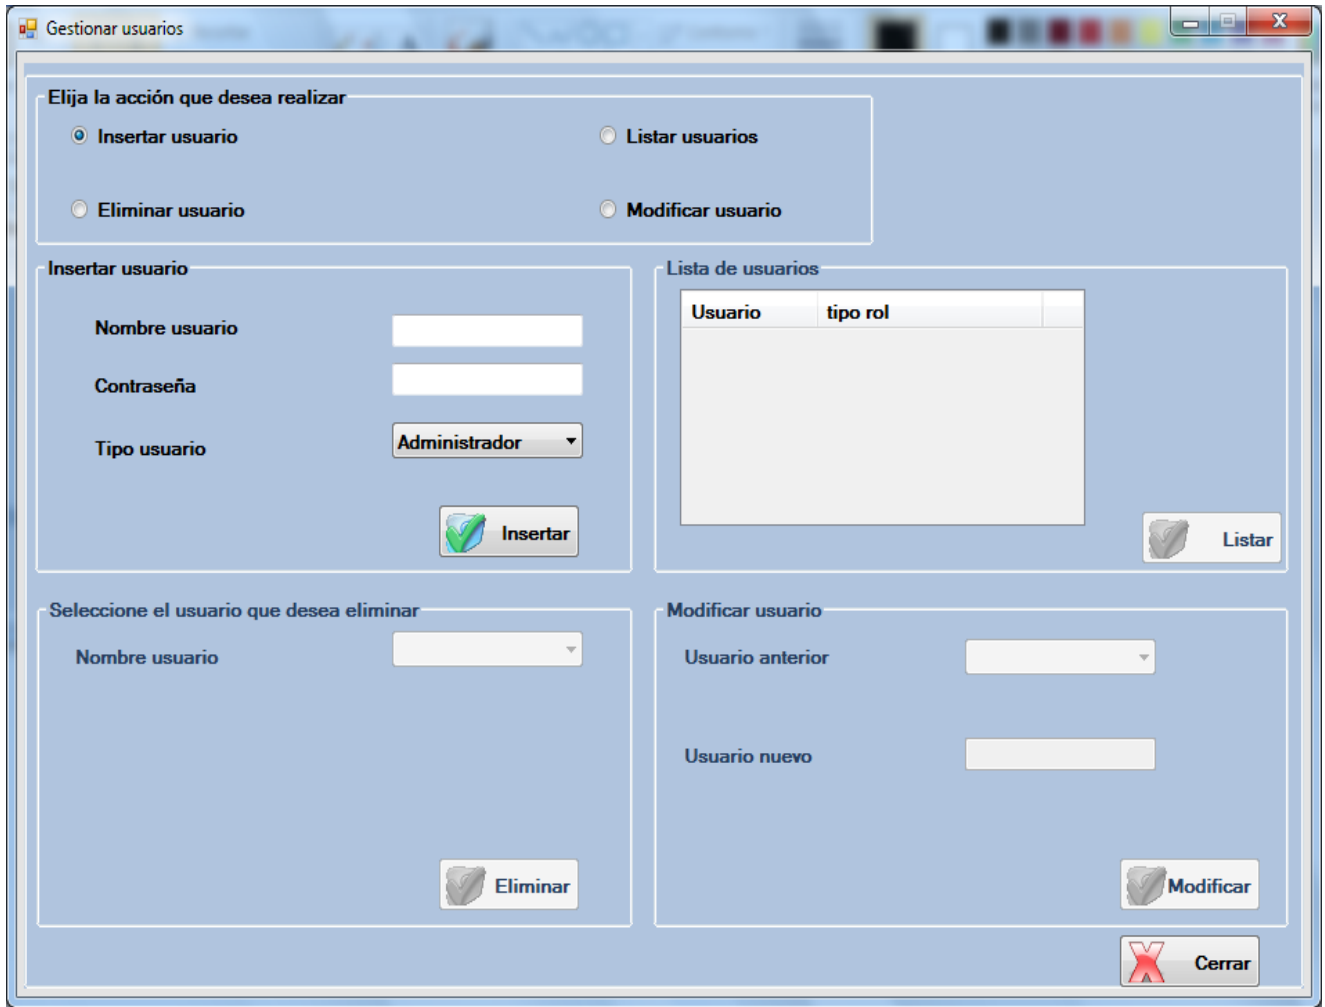 Gestionar usuarios
Elija la acción que desea realizar
Insertar usuario
Listar usuarios
Eliminar usuario
Modificar usuario
Insertar usuario
Nombre usuario
Contraseña
Tipo usuario
Administrador
Insertar
Lista de usuarios
Usuario tipo rol
Listar
Seleccione el usuario que desea eliminar
Nombre usuario
Eliminar
Modificar usuario
Usuario anterior
Usuario nuevo
Modificar
Cerrar